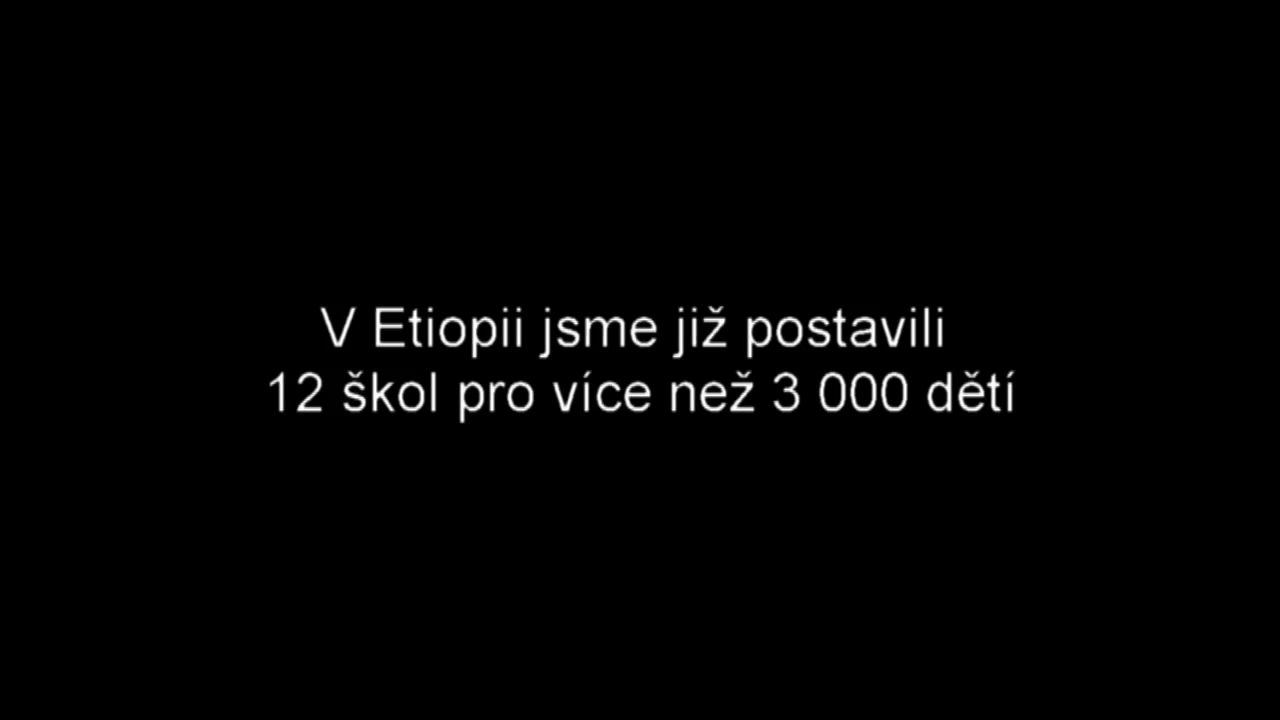 V Etiopii jsme již postavili
12 škol pro více než 3 000 dětí